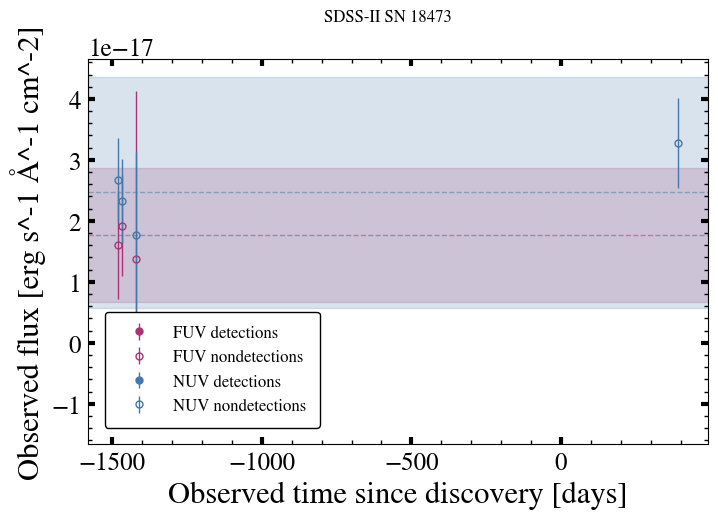 SDSS-II SN 18473
1e−17
Observed flux [erg s^-1 Å^-1 cm^-2]
4
3
2
1
0
−1
FUV detections
FUV nondetections
NUV detections
NUV nondetections
−1500 −1000 −500 0
Observed time since discovery [days]